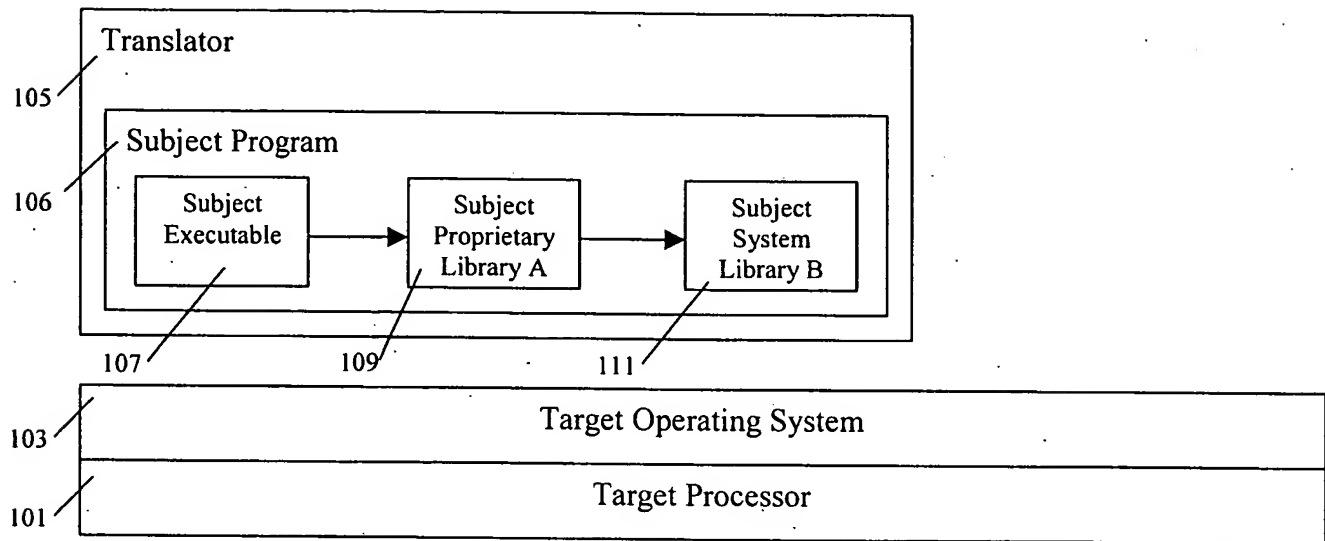 Translator
105
Subject Program
106
Subject
Executable
Subject
Proprietary
Library A
Subject
System
Library B
107
109
111
103
Target Operating System
101
Target Processor